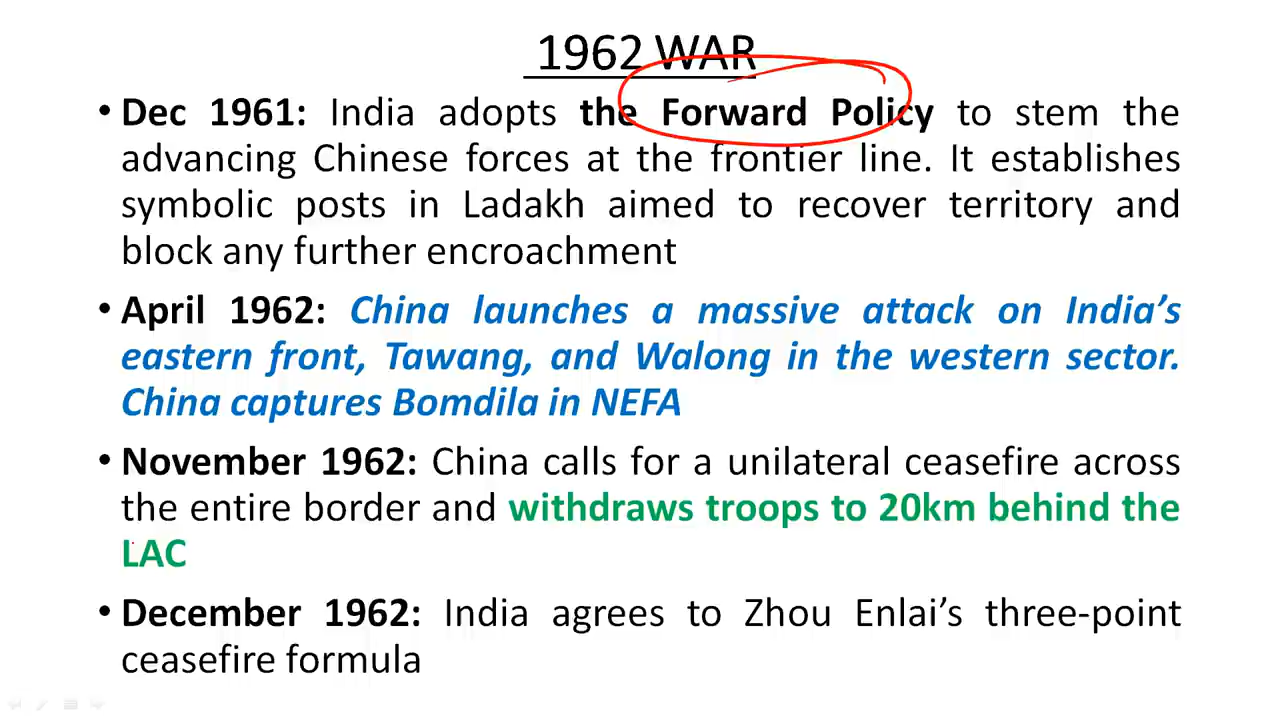 1962 WAR
• Dec 1961: India adopts the Forward Policy to stem the
advancing Chinese forces at the frontier line. It establishes
symbolic posts in Ladakh aimed to recover territory and
block any further encroachment
• April 1962: China launches a massive attack on India’s
eastern front, Tawang, and Walong in the western sector.
China captures Bomdila in NEFA
• November 1962: China calls for a unilateral ceasefire across
the entire border and withdraws troops to 20km behind the
LAC
• December 1962: India agrees to Zhou Enlai’s three-point
ceasefire formula